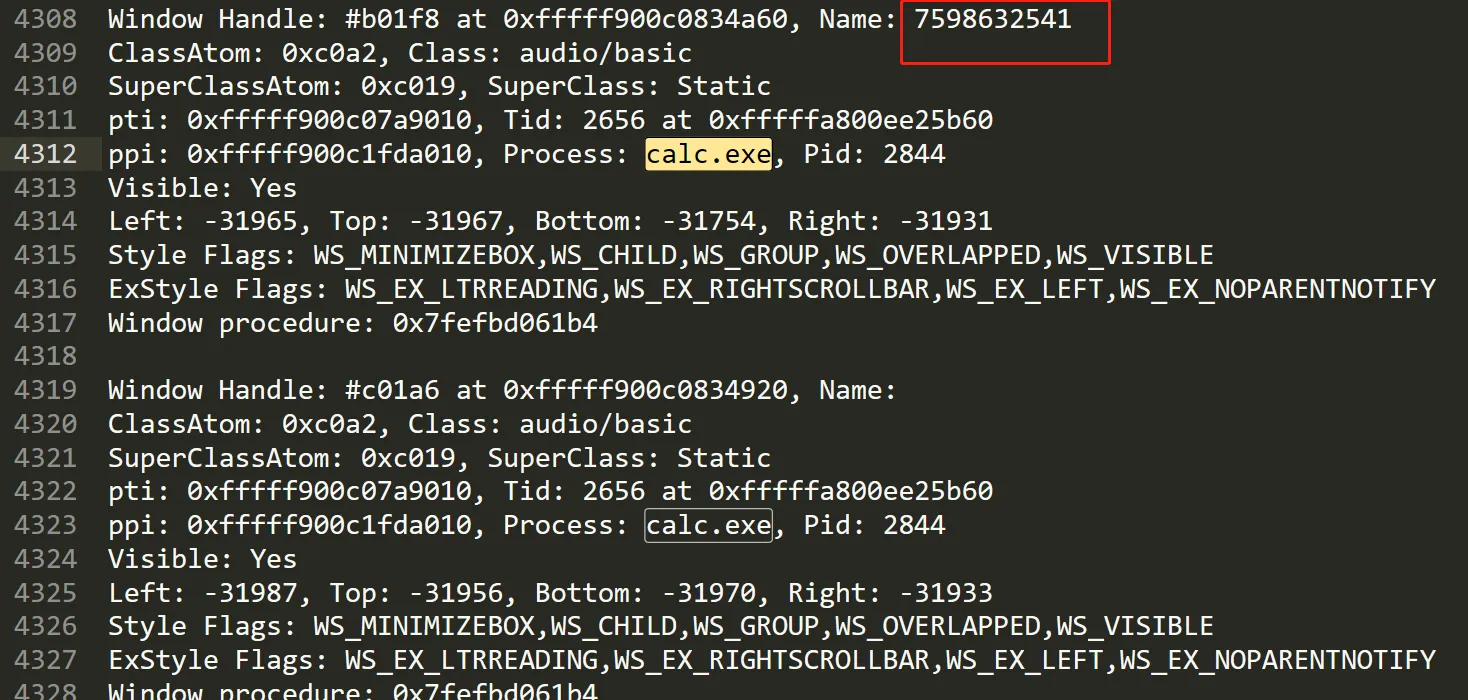 4308 Window Handle: #b01f8 at 0xfffff900c0834a60, Name: 7598632541
4309 ClassAtom: 0xc0a2, Class: audio/basic
4310 SuperClassAtom: 0xc019, SuperClass: Static
4311 pti: 0xfffff900c07a9010, Tid: 2656 at 0xfffffa800ee25b60
4312 ppi: 0xfffff900c1fda010, Process: calc.exe, Pid: 2844
4313 Visible: Yes
4314 Left: -31965, Top: -31967, Bottom: -31754, Right: -31931
4315 Style Flags: WS_MINIMIZEBOX,WS_CHILD,WS_GROUP,WS_OVERLAPPED,WS_VISIBLE
4316 ExStyle Flags: WS_EX_LTRREADING,WS_EX_RIGHTSCROLLBAR,WS_EX_LEFT,WS_EX_NOPARENTNOTIFY
4317 Window procedure: 0x7fefbd061b4
4318
4319 Window Handle: #c01a6 at 0xfffff900c0834920, Name:
4320 ClassAtom: 0xc0a2, Class: audio/basic
4321 SuperClassAtom: 0xc019, SuperClass: Static
4322 pti: 0xfffff900c07a9010, Tid: 2656 at 0xfffffa800ee25b60
4323 ppi: 0xfffff900c1fda010, Process: calc.exe, Pid: 2844
4324 Visible: Yes
4325 Left: -31987, Top: -31956, Bottom: -31970, Right: -31933
4326 Style Flags: WS_MINIMIZEBOX,WS_CHILD,WS_GROUP,WS_OVERLAPPED,WS_VISIBLE
4327 ExStyle Flags: WS_EX_LTRREADING,WS_EX_RIGHTSCROLLBAR,WS_EX_LEFT,WS_EX_NOPARENTNOTIFY
4328 Window procedure: 0x7fefbd061b4